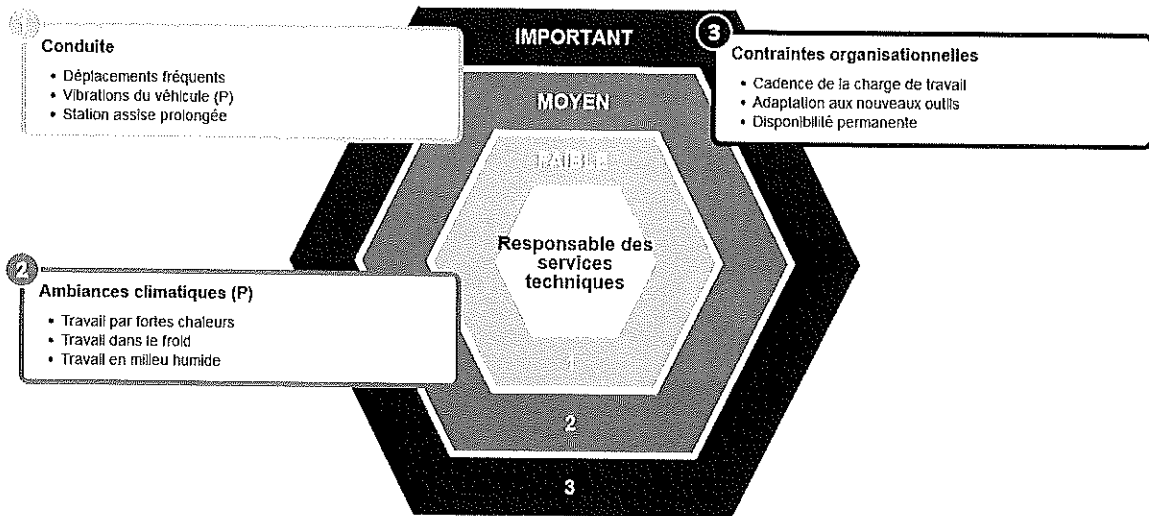 1
Conduite
• Déplacements fréquents
• Vibrations du véhicule (P)
• Station assise prolongée
IMPORTANT
MOYEN
FAIBLE
3
Contraintes organisationnelles
• Cadence de la charge de travail
• Adaptation aux nouveaux outils
• Disponibilité permanente
Responsable des
services
techniques
2
Ambiances climatiques (P)
• Travail par fortes chaleurs
• Travail dans le froid
• Travail en milieu humide
1
2
3